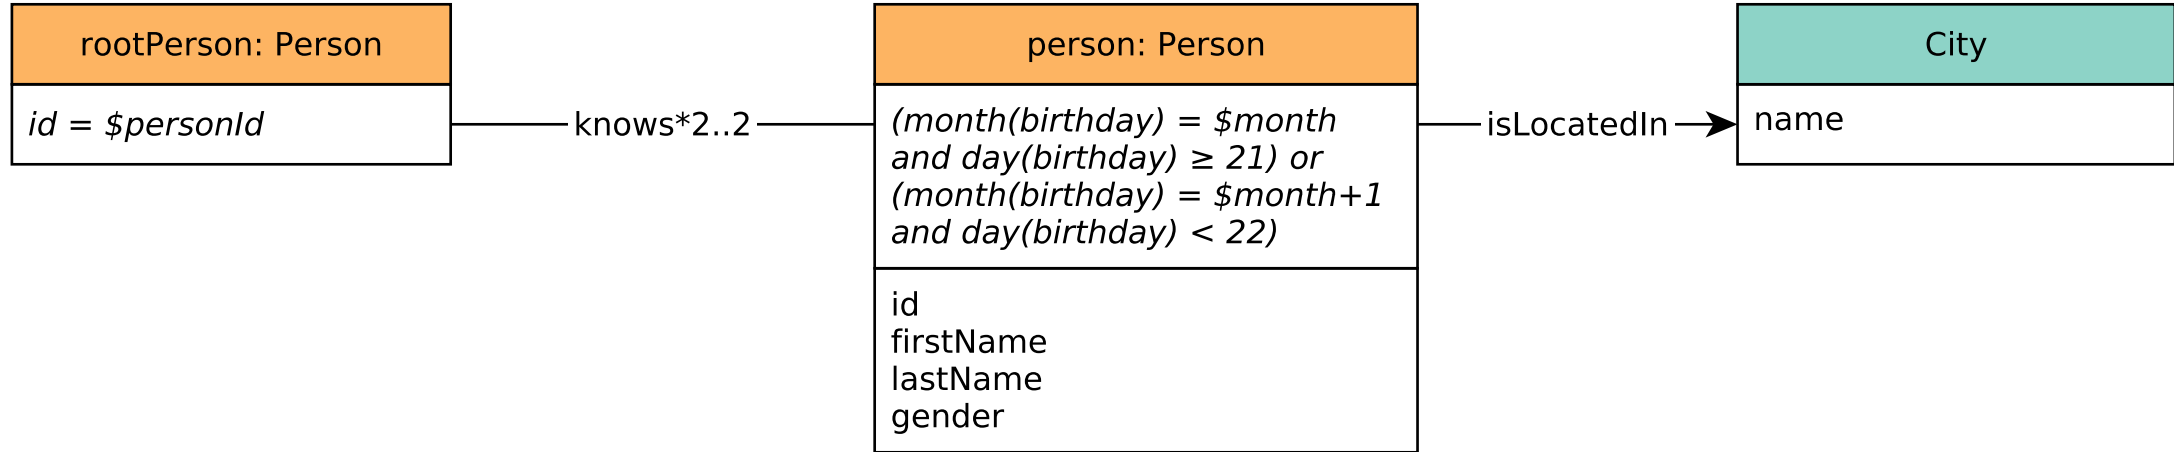 rootPerson: Person
id = $personId
knows*2..2
person: Person
(month(birthday) = $month
and day(birthday) ≥ 21) or
(month(birthday) = $month+1
and day(birthday) < 22)
id
firstName
lastName
gender
isLocatedIn
City
name